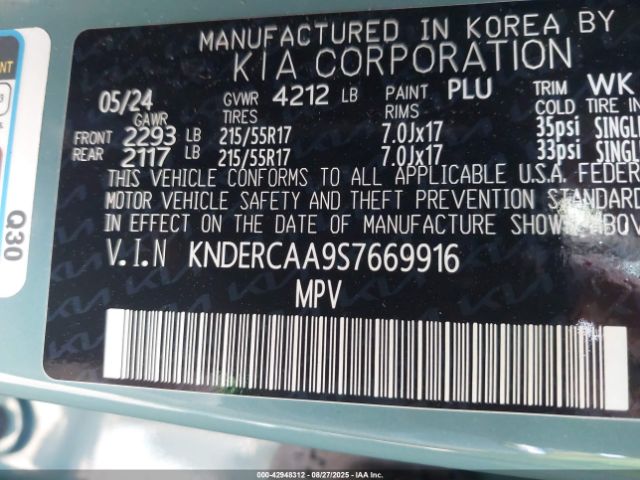 MANUFACTURED IN KOREA BY
KIA CORPORATION
05/24 GVWR 4212 LB PAINT PLU TRIM WK
GAWR TIRES RIMS COLD TIRE IN
FRONT 2293 LB 215/55R17 7.0Jx17 35psi SINGL
REAR 2117 LB 215/55R17 7.0Jx17 33psi SINGL
THIS VEHICLE CONFORMS TO ALL APPLICABLE U.S.A. FEDER
MOTOR VEHICLE SAFETY AND THEFT PREVENTION STANDARD
IN EFFECT ON THE DATE OF MANUFACTURE SHOWN ABOV
V.I.N KNDERCAA9S7669916
MPV
Q30
000-42948312 | 08/27/2025 | IAAI.com